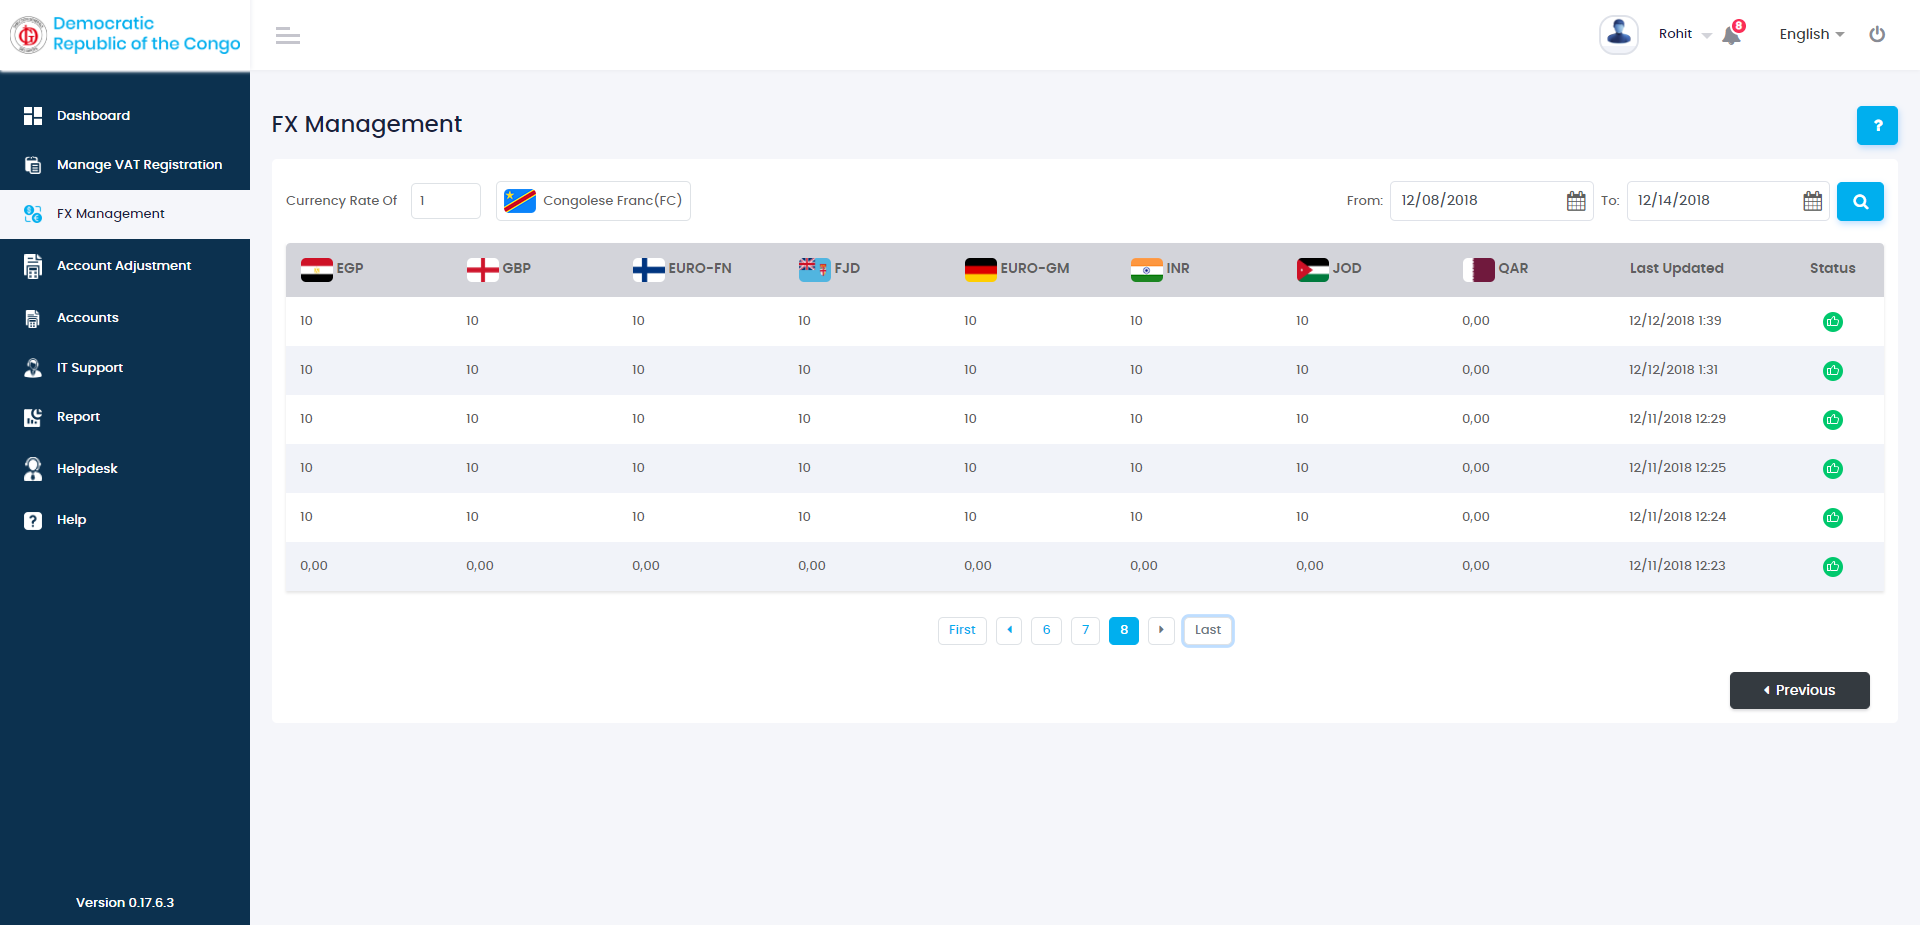 Democratic
Republic of the Congo
Rohit
8
English
Dashboard
Manage VAT Registration
FX Management
Account Adjustment
Accounts
IT Support
Report
Helpdesk
? Help
Version 0.17.6.3
FX Management
?
Currency Rate Of 1 Congolese Franc(FC) From: 12/08/2018 To: 12/14/2018
EGP GBP EURO-FN FJD EURO-GM INR JOD QAR Last Updated Status
10 10 10 10 10 10 10 0,00 12/12/2018 1:39
10 10 10 10 10 10 10 0,00 12/12/2018 1:31
10 10 10 10 10 10 10 0,00 12/11/2018 12:29
10 10 10 10 10 10 10 0,00 12/11/2018 12:25
10 10 10 10 10 10 10 0,00 12/11/2018 12:24
0,00 0,00 0,00 0,00 0,00 0,00 0,00 0,00 12/11/2018 12:23
First 6 7 8 Last
Previous